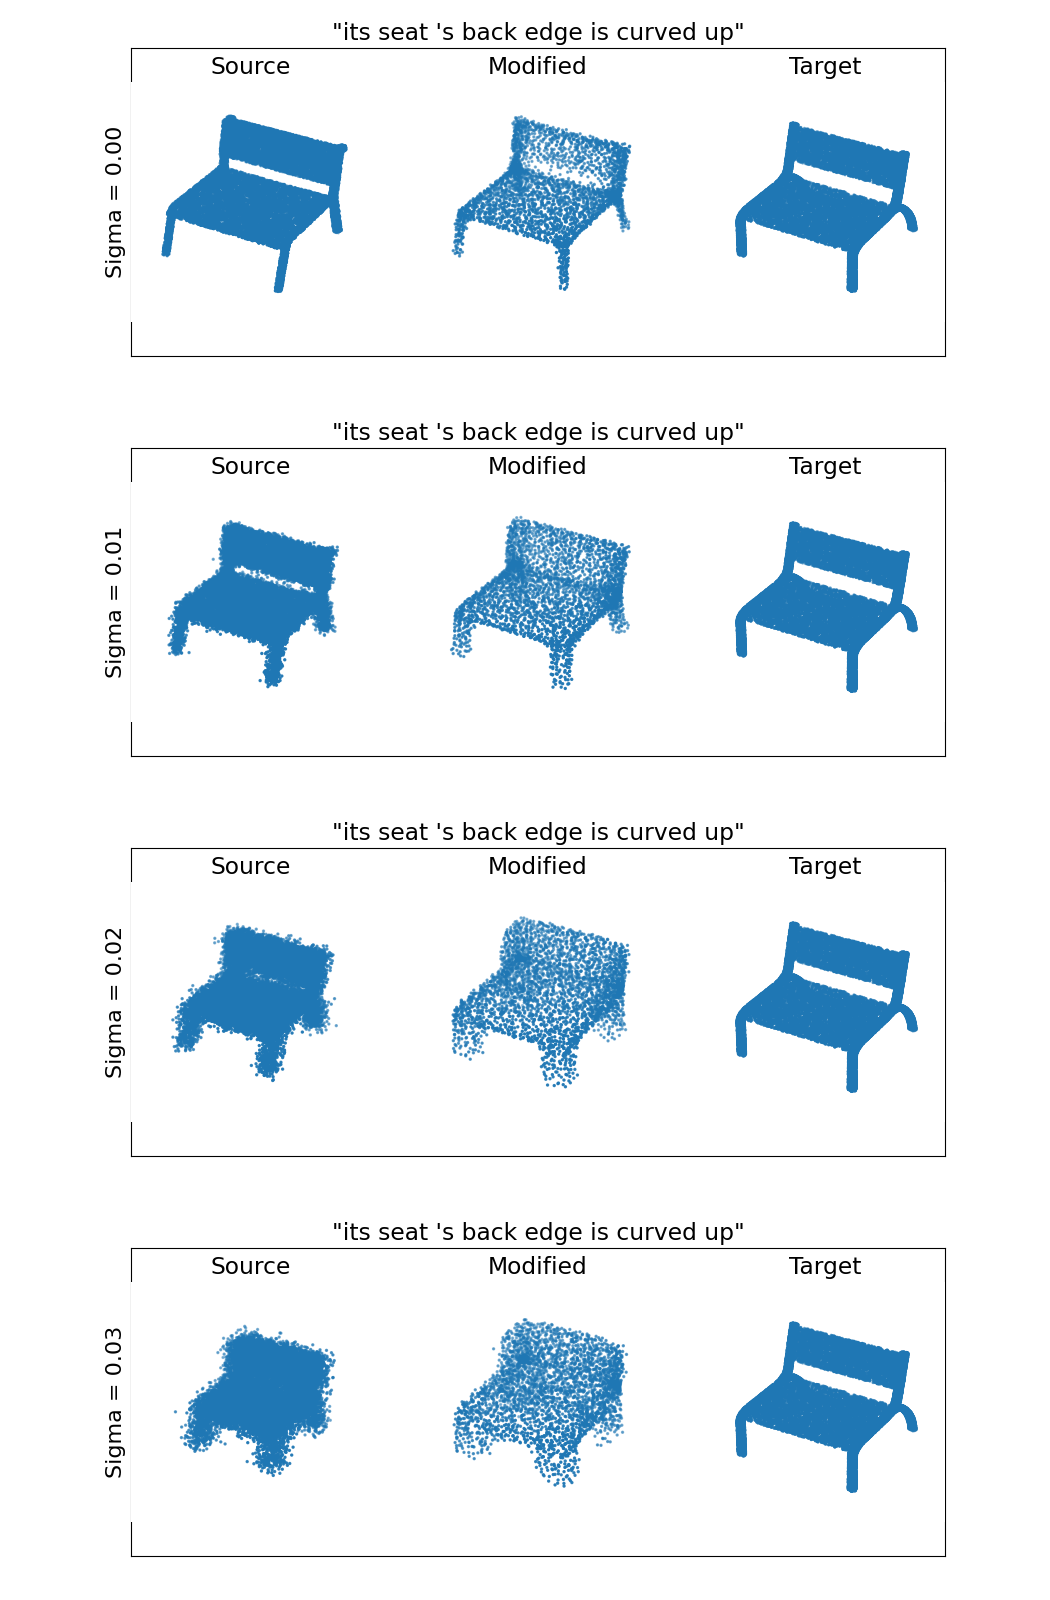 "its seat 's back edge is curved up"
Source Modified Target
Sigma = 0.00
"its seat 's back edge is curved up"
Source Modified Target
Sigma = 0.01
"its seat 's back edge is curved up"
Source Modified Target
Sigma = 0.02
"its seat 's back edge is curved up"
Source Modified Target
Sigma = 0.03